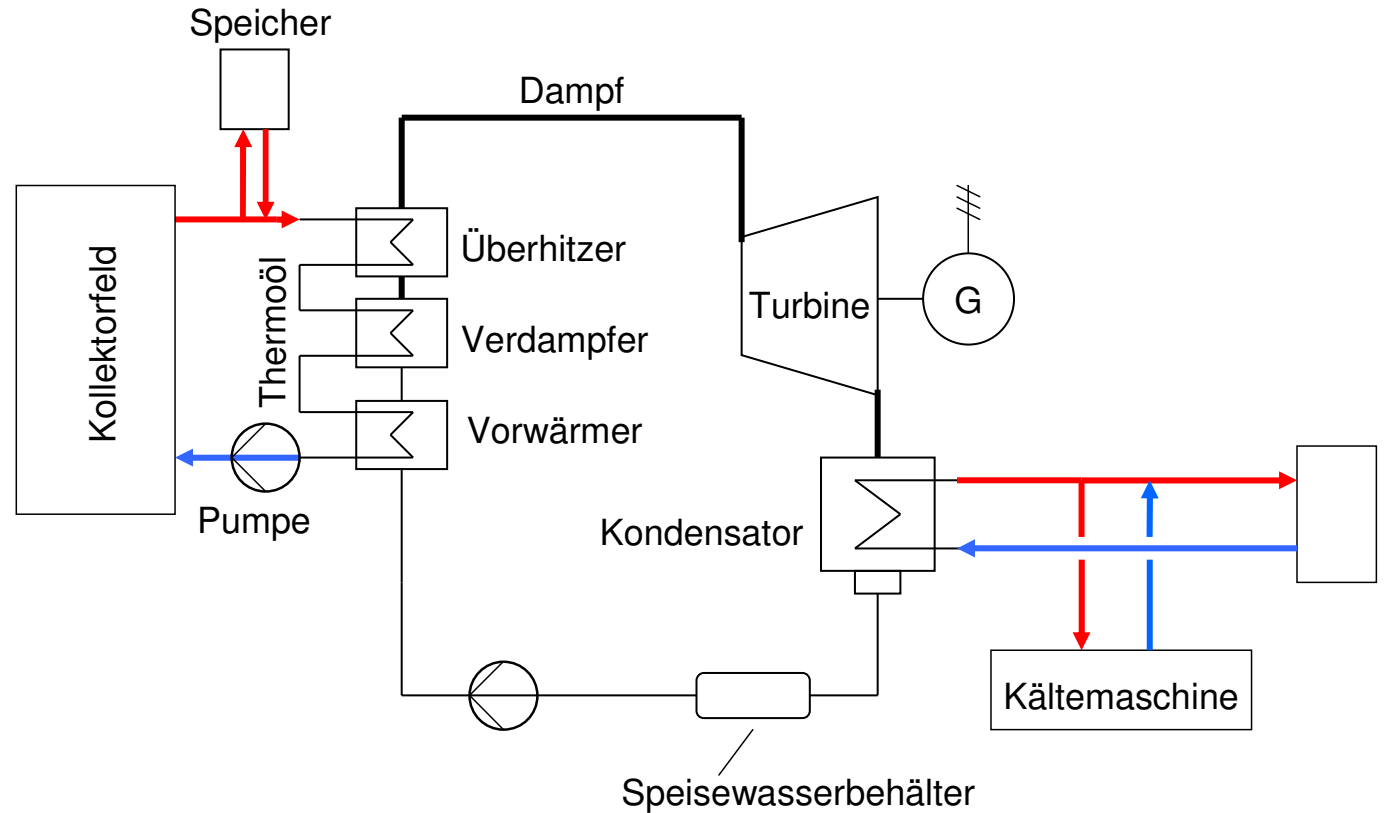 Speicher
Dampf
Kollektorfeld
Thermoöl
Überhitzer
Verdampfer
Vorwärmer
Pumpe
Turbine
G
Kondensator
Kältemaschine
Speisewasserbehälter